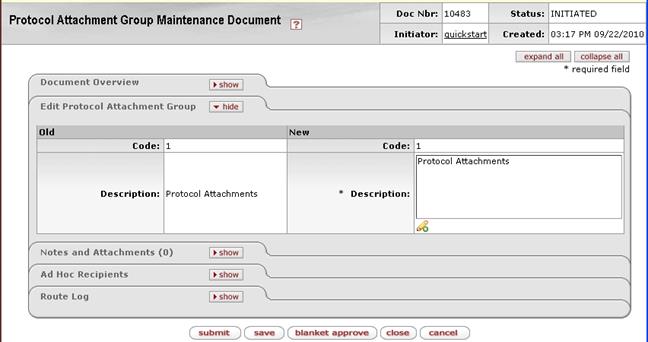 Protocol Attachment Group Maintenance Document ?
Doc Nbr: 10483 Status: INITIATED
Initiator: quickstart Created: 03:17 PM 09/22/2010
expand all collapse all
* required field
Document Overview show
Edit Protocol Attachment Group hide
Old New
Code: 1 Code: 1
Description: Protocol Attachments * Description: Protocol Attachments
Notes and Attachments (0) show
Ad Hoc Recipients show
Route Log show
submit save blanket approve close cancel